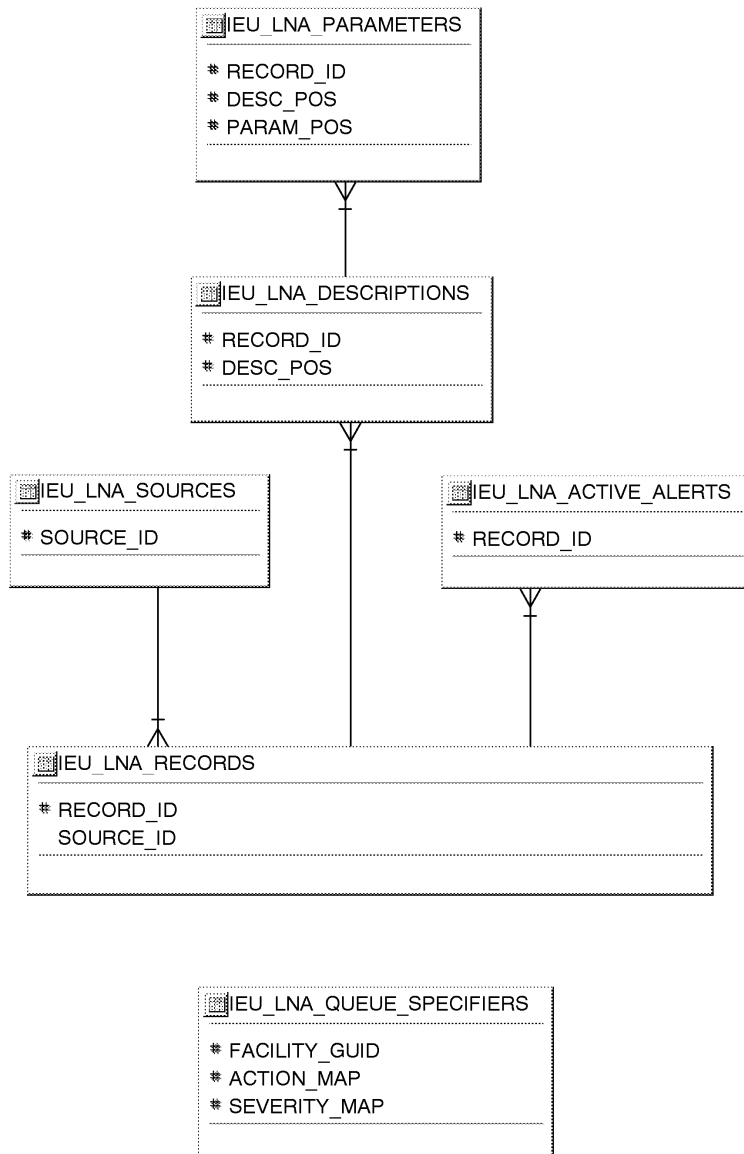 IEU_LNA_PARAMETERS
# RECORD_ID
# DESC_POS
# PARAM_POS
IEU_LNA_DESCRIPTIONS
# RECORD_ID
# DESC_POS
IEU_LNA_SOURCES
# SOURCE_ID
IEU_LNA_ACTIVE_ALERTS
# RECORD_ID
IEU_LNA_RECORDS
# RECORD_ID
SOURCE_ID
IEU_LNA_QUEUE_SPECIFIERS
# FACILITY_GUID
# ACTION_MAP
# SEVERITY_MAP